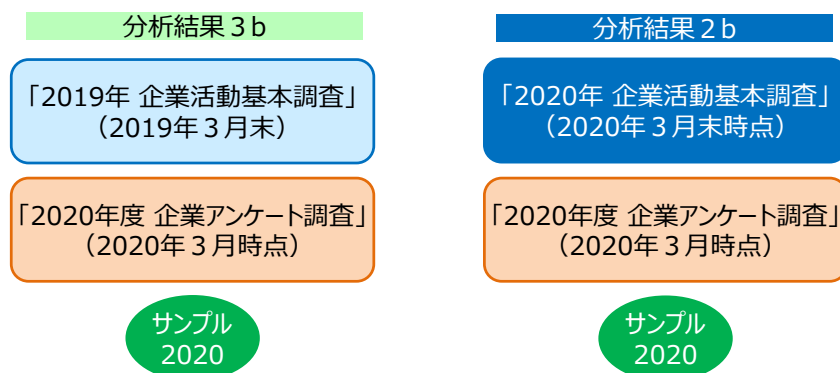 分析結果３b
「2019年 企業活動基本調査」
（2019年３月末）
「2020年度 企業アンケート調査」
（2020年３月時点）
サンプル
2020
分析結果２b
「2020年 企業活動基本調査」
（2020年３月末時点）
「2020年度 企業アンケート調査」
（2020年３月時点）
サンプル
2020